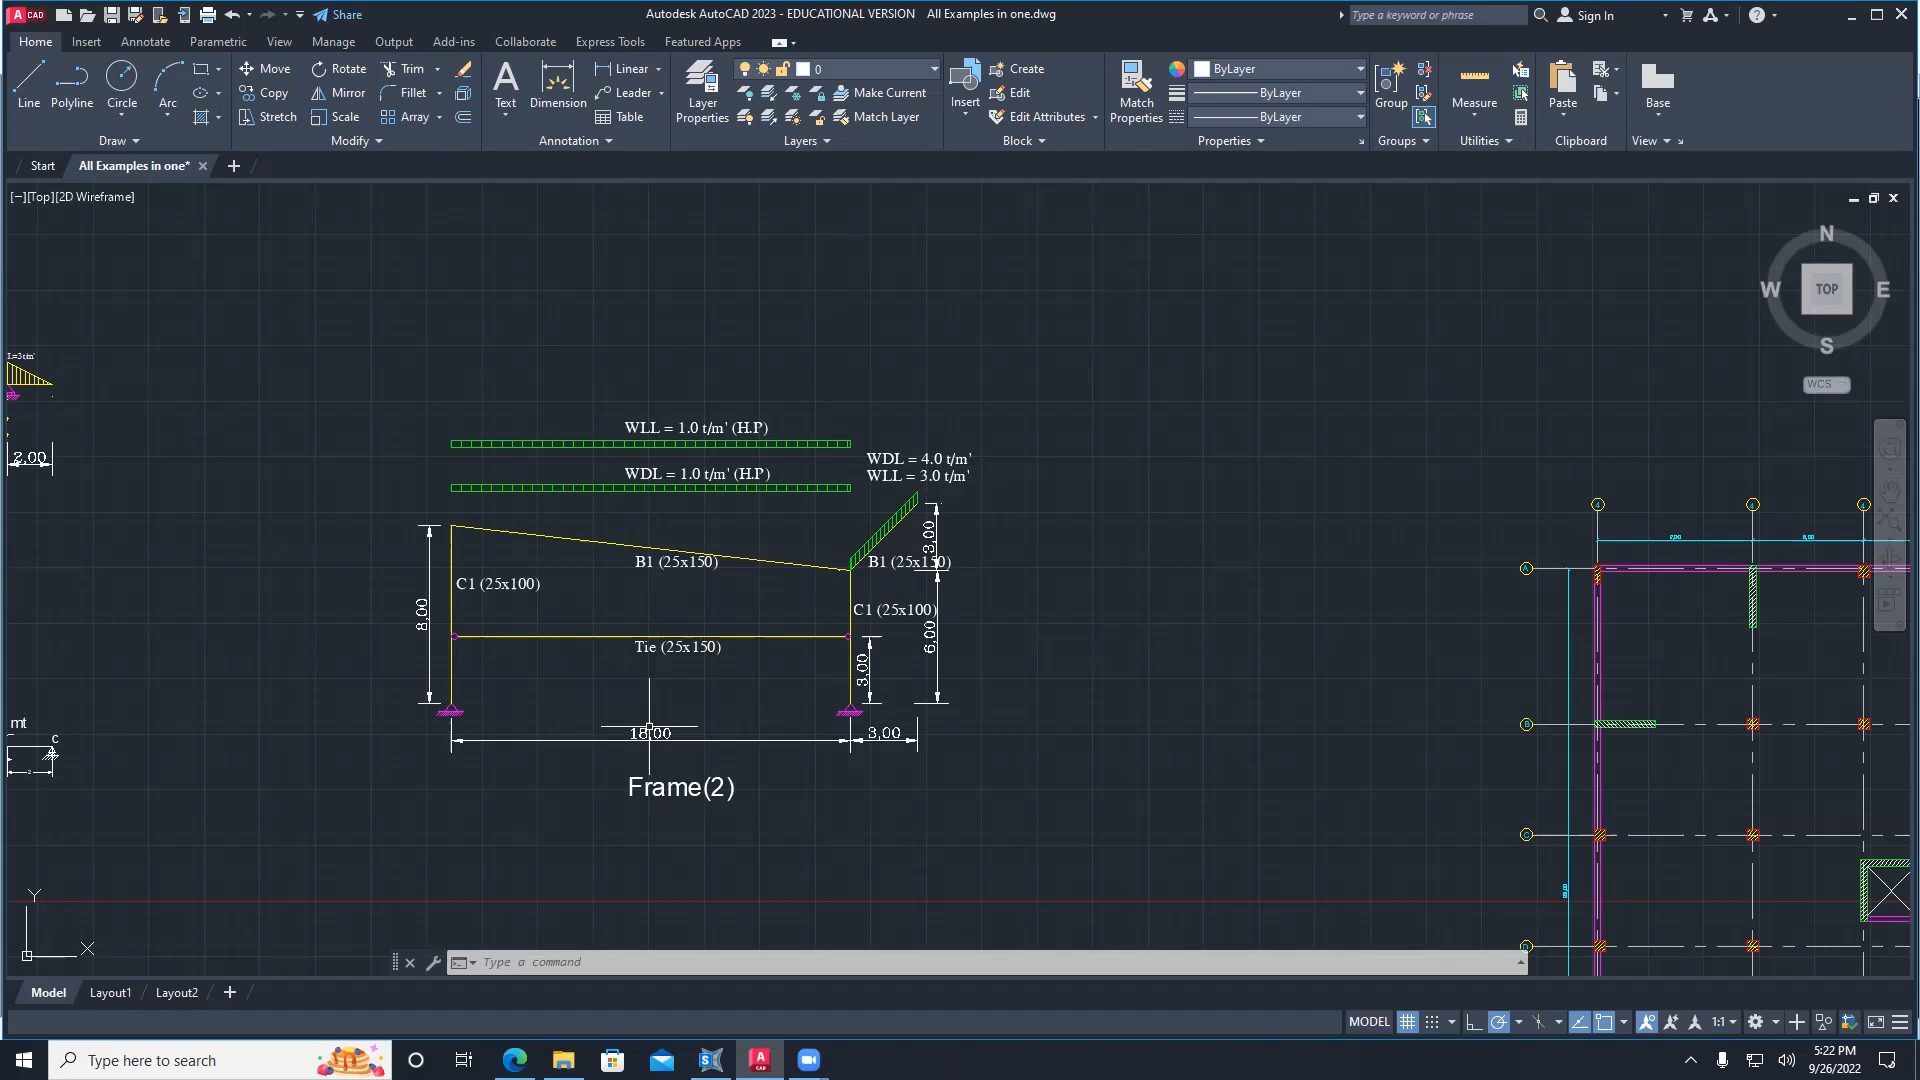 A CAD
Share
Autodesk AutoCAD 2023 - EDUCATIONAL VERSION All Examples in one.dwg
Type a keyword or phrase
Sign In
Home Insert Annotate Parametric View Manage Output Add-ins Collaborate Express Tools Featured Apps
Line Polyline Circle Arc
Move Rotate Trim
Copy Mirror Fillet
Stretch Scale Array
Text Dimension
Linear
Leader
Table
Layer Properties
0
Make Current
Match Layer
Insert
Create
Edit
Edit Attributes
Match Properties
ByLayer
ByLayer
ByLayer
Group
Measure
Paste
Base
Draw Modify Annotation Layers Block Properties Groups Utilities Clipboard View
Start All Examples in one*
[−][Top][2D Wireframe]
N
W TOP E
S
WCS
2,00
WLL = 1.0 t/m' (H.P)
WDL = 1.0 t/m' (H.P)
WDL = 4.0 t/m'
WLL = 3.0 t/m'
3,00
B1 (25x150)
B1 (25x150)
C1 (25x100)
C1 (25x100)
8,00
6,00
Tie (25x150)
3,00
3,00
Frame(2)
mt
C
A
B
C
Y
X
Type a command
Model Layout1 Layout2
MODEL
1:1
Type here to search
5:22 PM
9/26/2022